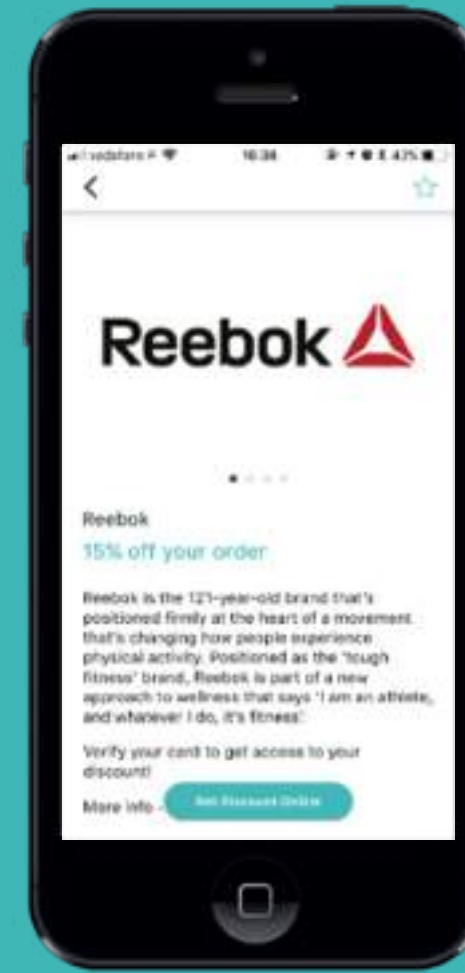 16:36
43%
Reebok
Reebok
15% off your order
Reebok is the 121-year-old brand that's
positioned firmly at the heart of a movement
that's changing how people experience
physical activity. Positioned as the 'tough
fitness' brand, Reebok is part of a new
approach to wellness that says 'I am an athlete,
and whatever I do, it's fitness'.
Verify your card to get access to your
discount!
More info -
Get Discount Online